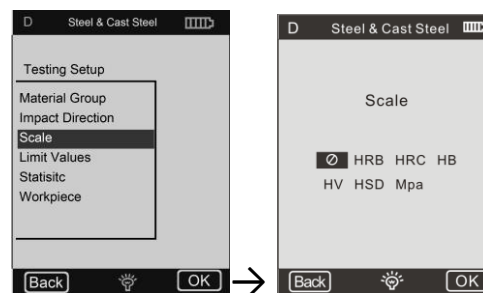 D Steel & Cast Steel
Testing Setup
Material Group
Impact Direction
Scale
Limit Values
Statisitc
Workpiece
Back OK
D Steel & Cast Steel
Scale
HRB HRC HB
HV HSD Mpa
Back OK